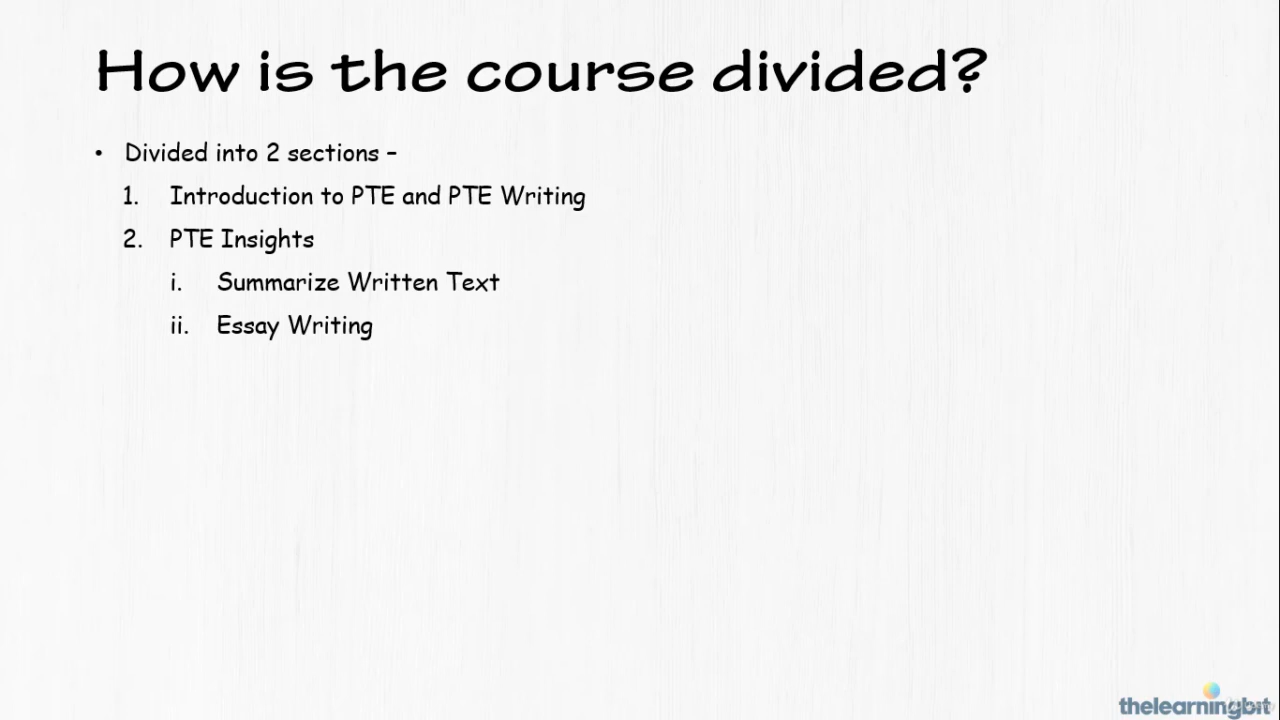 How is the course divided?
• Divided into 2 sections –
1. Introduction to PTE and PTE Writing
2. PTE Insights
i. Summarize Written Text
ii. Essay Writing
thelearningbit